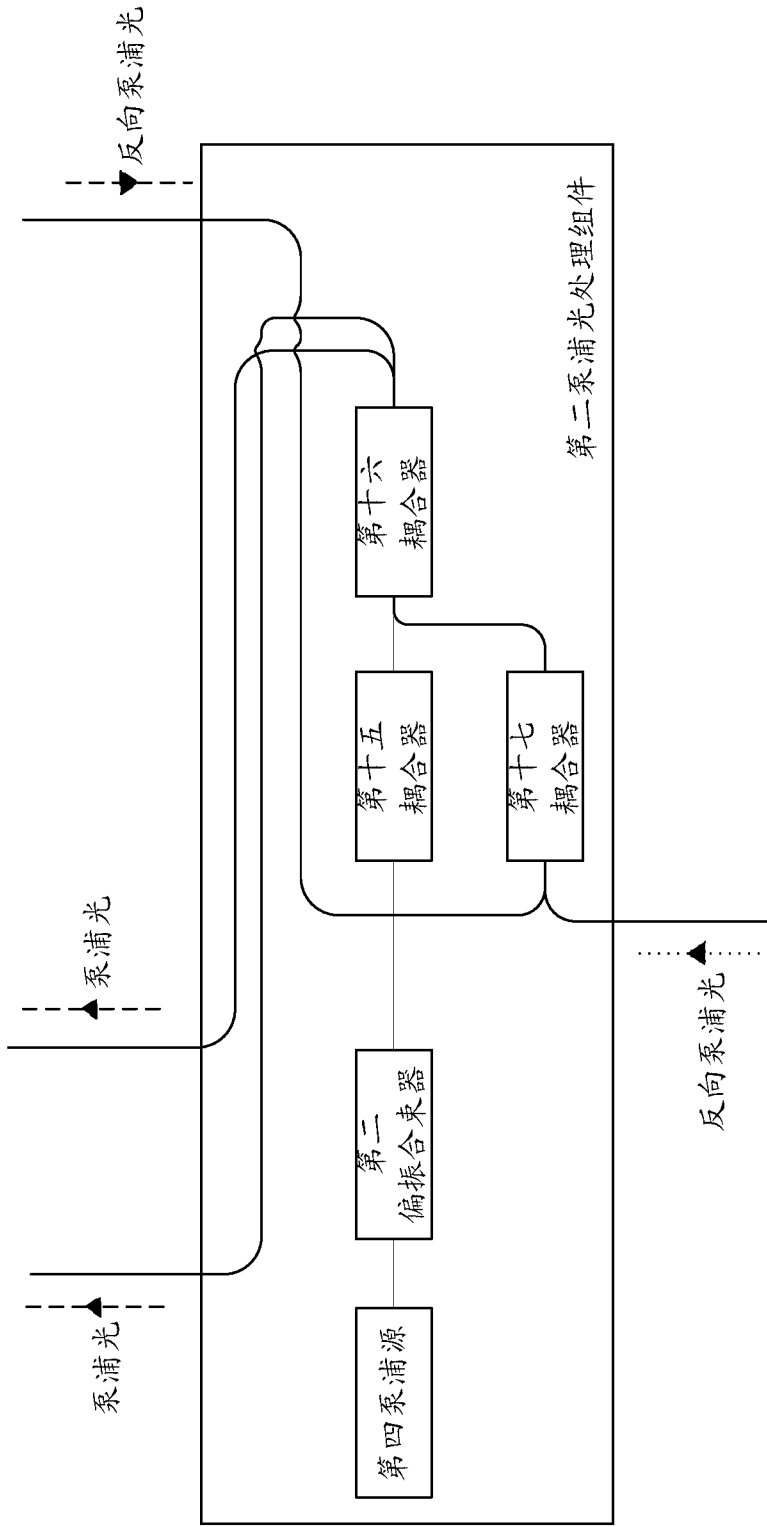 泵浦光
泵浦光
反向泵浦光
第四泵浦源
第二
偏振合束器
第十五
耦合器
第十六
耦合器
第十七
耦合器
第二泵浦光处理组件
反向泵浦光